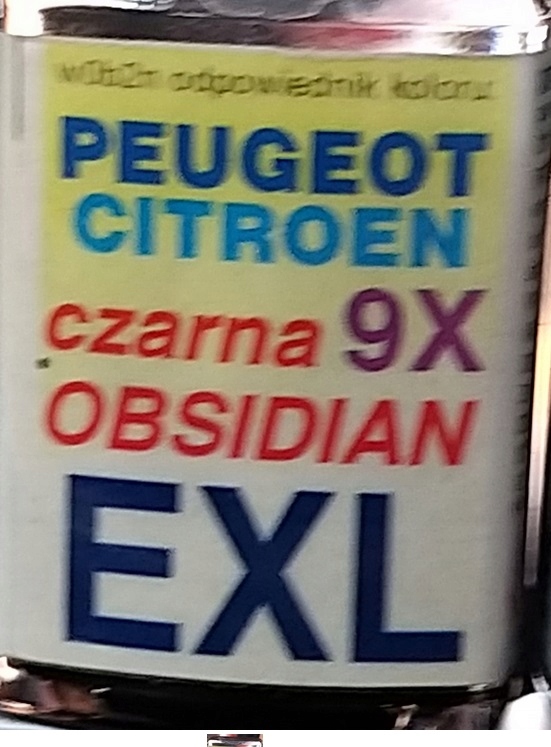 odpowiednik koloru
PEUGEOT
CITROEN
czarna 9X
OBSIDIAN
EXL